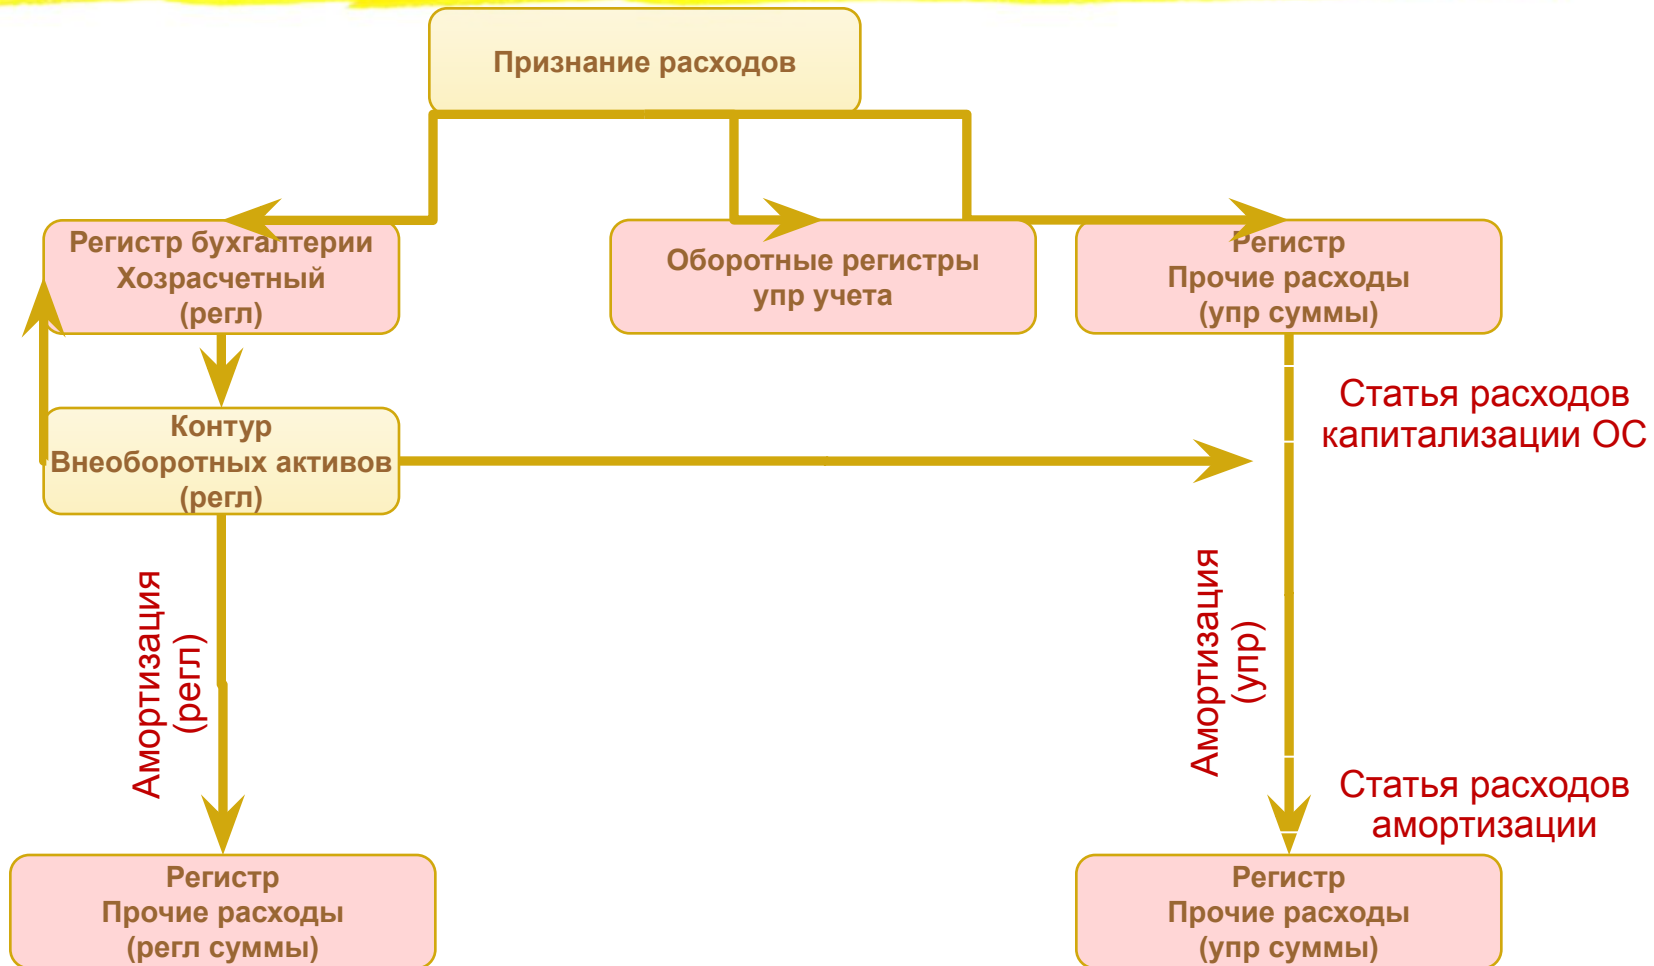 Признание расходов
Регистр бухгалтерии
Хозрасчетный
(регл)
Оборотные регистры
упр учета
Регистр
Прочие расходы
(упр суммы)
Статья расходов
капитализации ОС
Контур
Внеоборотных активов
(регл)
Амортизация
(регл)
Амортизация
(упр)
Статья расходов
амортизации
Регистр
Прочие расходы
(регл суммы)
Регистр
Прочие расходы
(упр суммы)